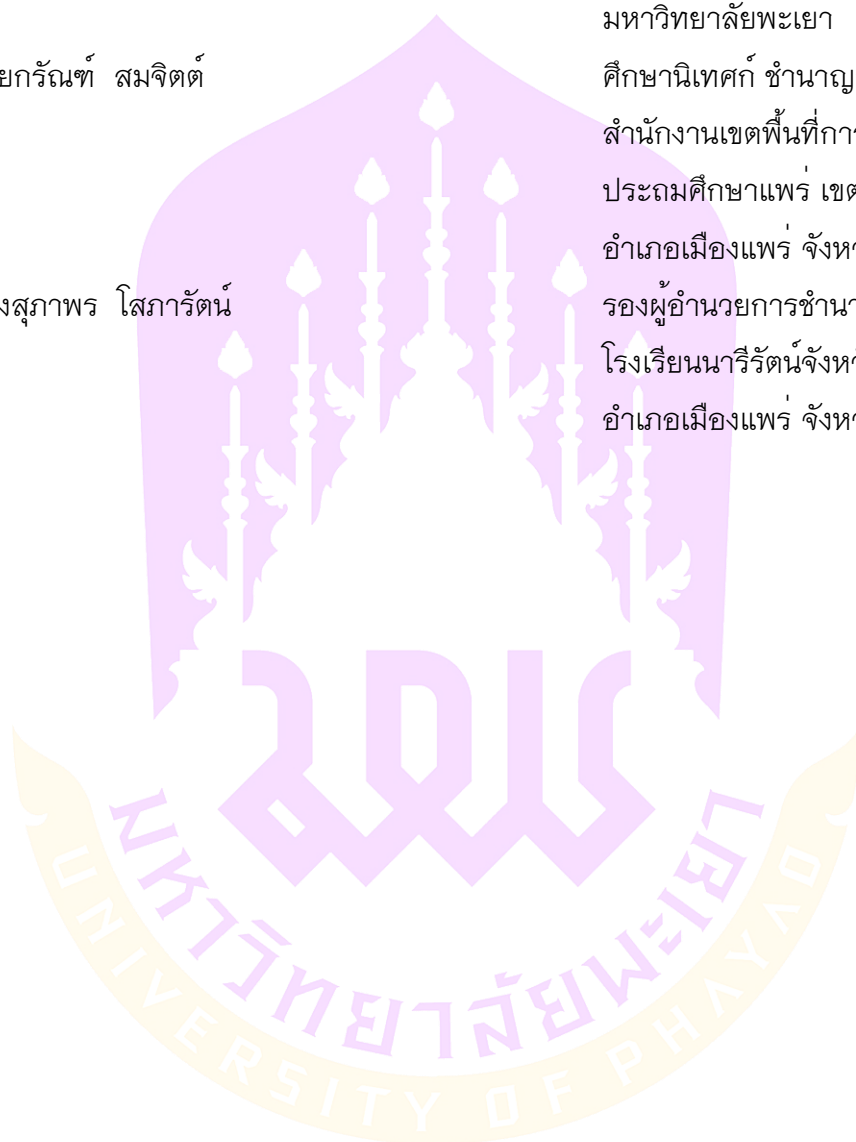 มหาวิทยาลัยพะเยา
ยกรัณฑ์ สมจิตต์ ศึกษานิเทศก์ ชำนาญ
สำนักงานเขตพื้นที่การ
ประถมศึกษาแพร่ เขต
อำเภอเมืองแพร่ จังห
งสุภาพร โสภารัตน์ รองผู้อำนวยการชำนา
โรงเรียนนารีรัตน์จังห
อำเภอเมืองแพร่ จังห
มหาวิทยาลัยพะเยา
UNIVERSITY OF PHAYAO